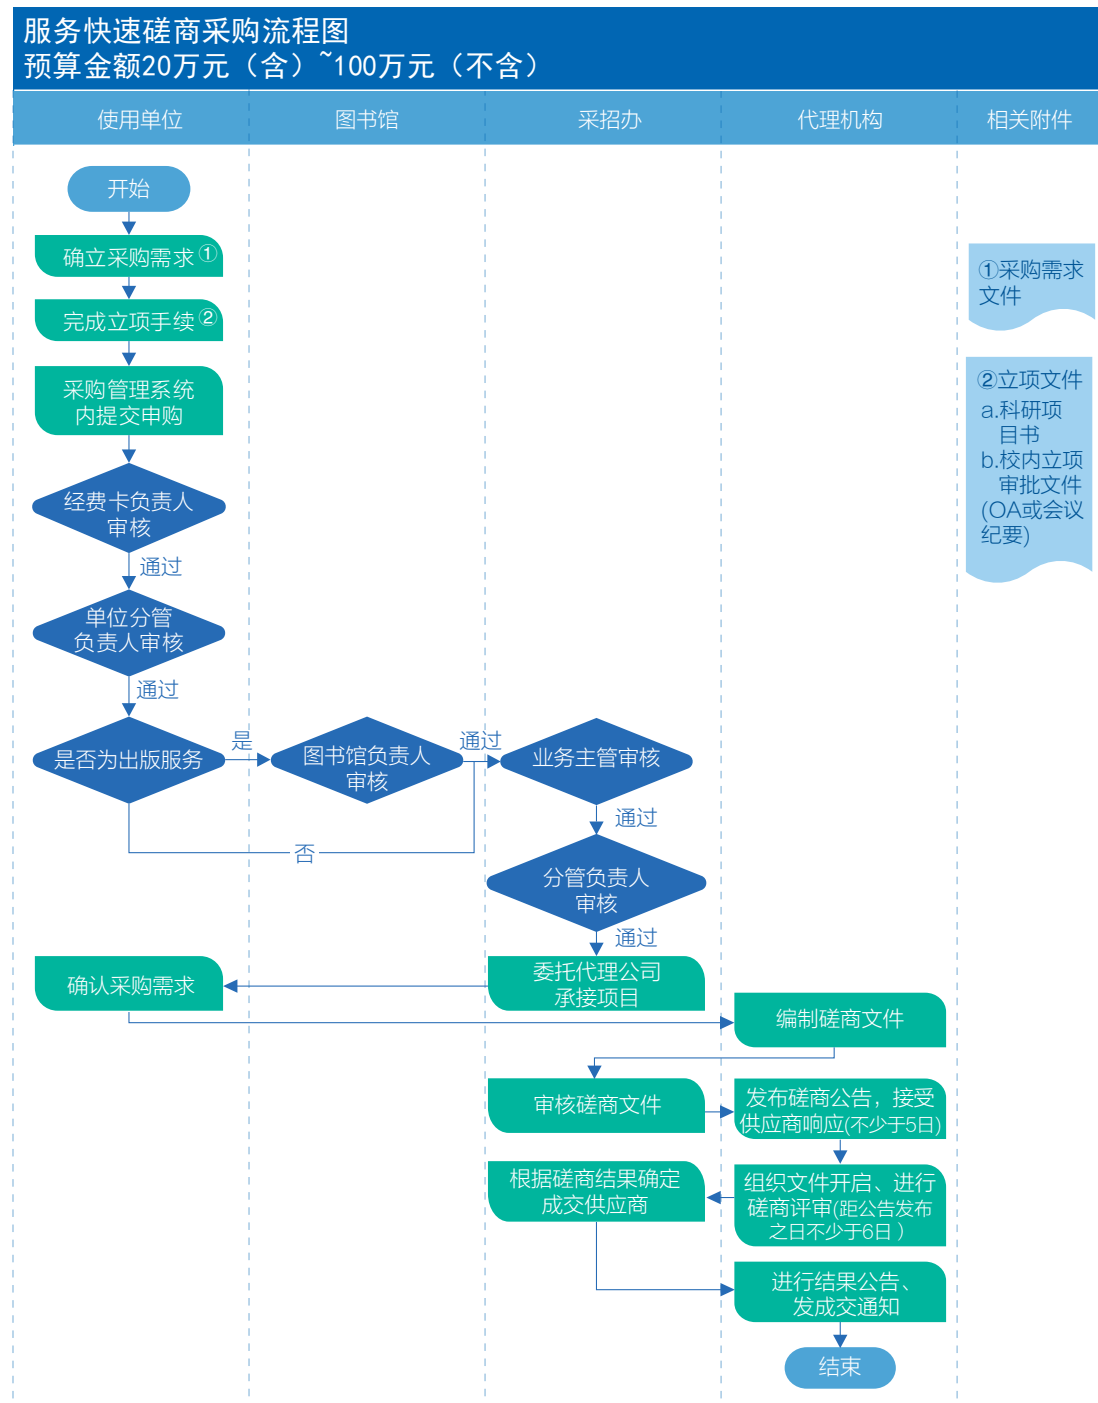 服务快速磋商采购流程图
预算金额20万元（含）~100万元（不含）
使用单位
图书馆
采招办
代理机构
相关附件
开始
确立采购需求①
完成立项手续②
采购管理系统
内提交申购
经费卡负责人
审核
通过
单位分管
负责人审核
通过
是否为出版服务
是
图书馆负责人
审核
通过
否
业务主管审核
通过
分管负责人
审核
通过
委托代理公司
承接项目
确认采购需求
编制磋商文件
审核磋商文件
发布磋商公告，接受
供应商响应(不少于5日)
组织文件开启、进行
磋商评审(距公告发布
之日不少于6日）
根据磋商结果确定
成交供应商
进行结果公告、
发成交通知
结束
①采购需求
文件
②立项文件
a.科研项
目书
b.校内立项
审批文件
(OA或会议
纪要)